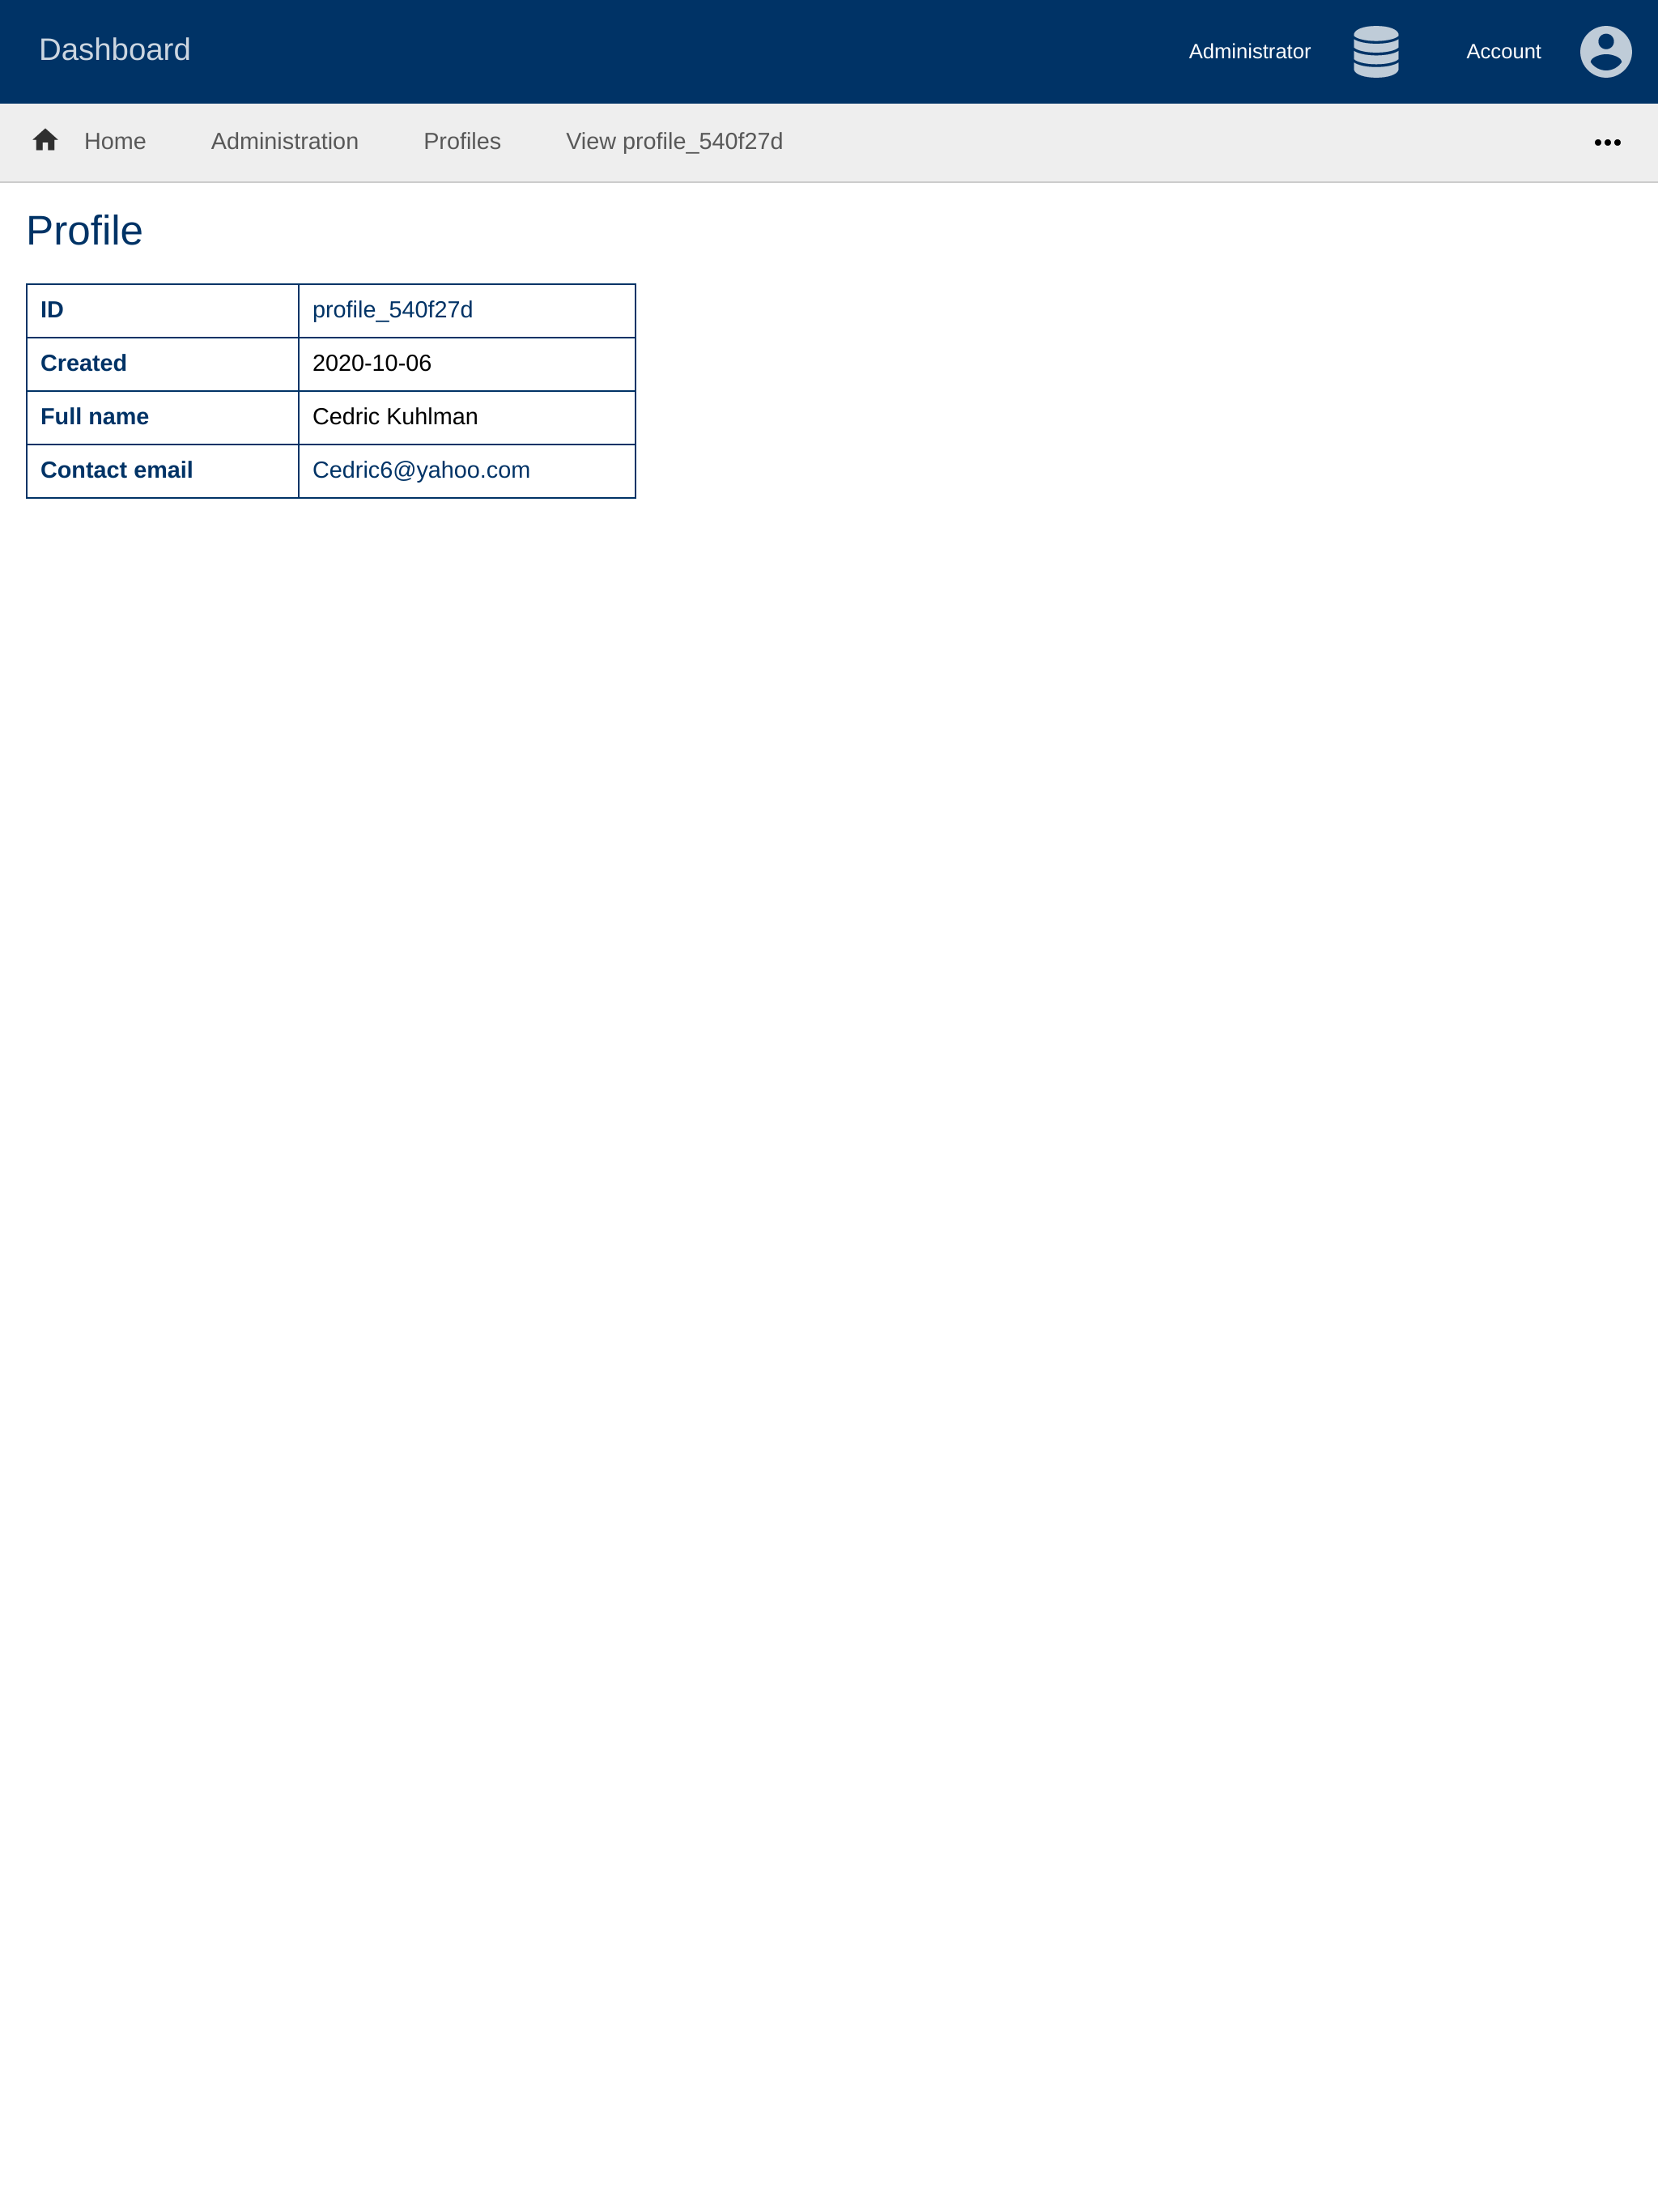 Dashboard
Administrator
Account
Home
Administration
Profiles
View profile_540f27d
Profile
ID profile_540f27d
Created 2020-10-06
Full name Cedric Kuhlman
Contact email Cedric6@yahoo.com